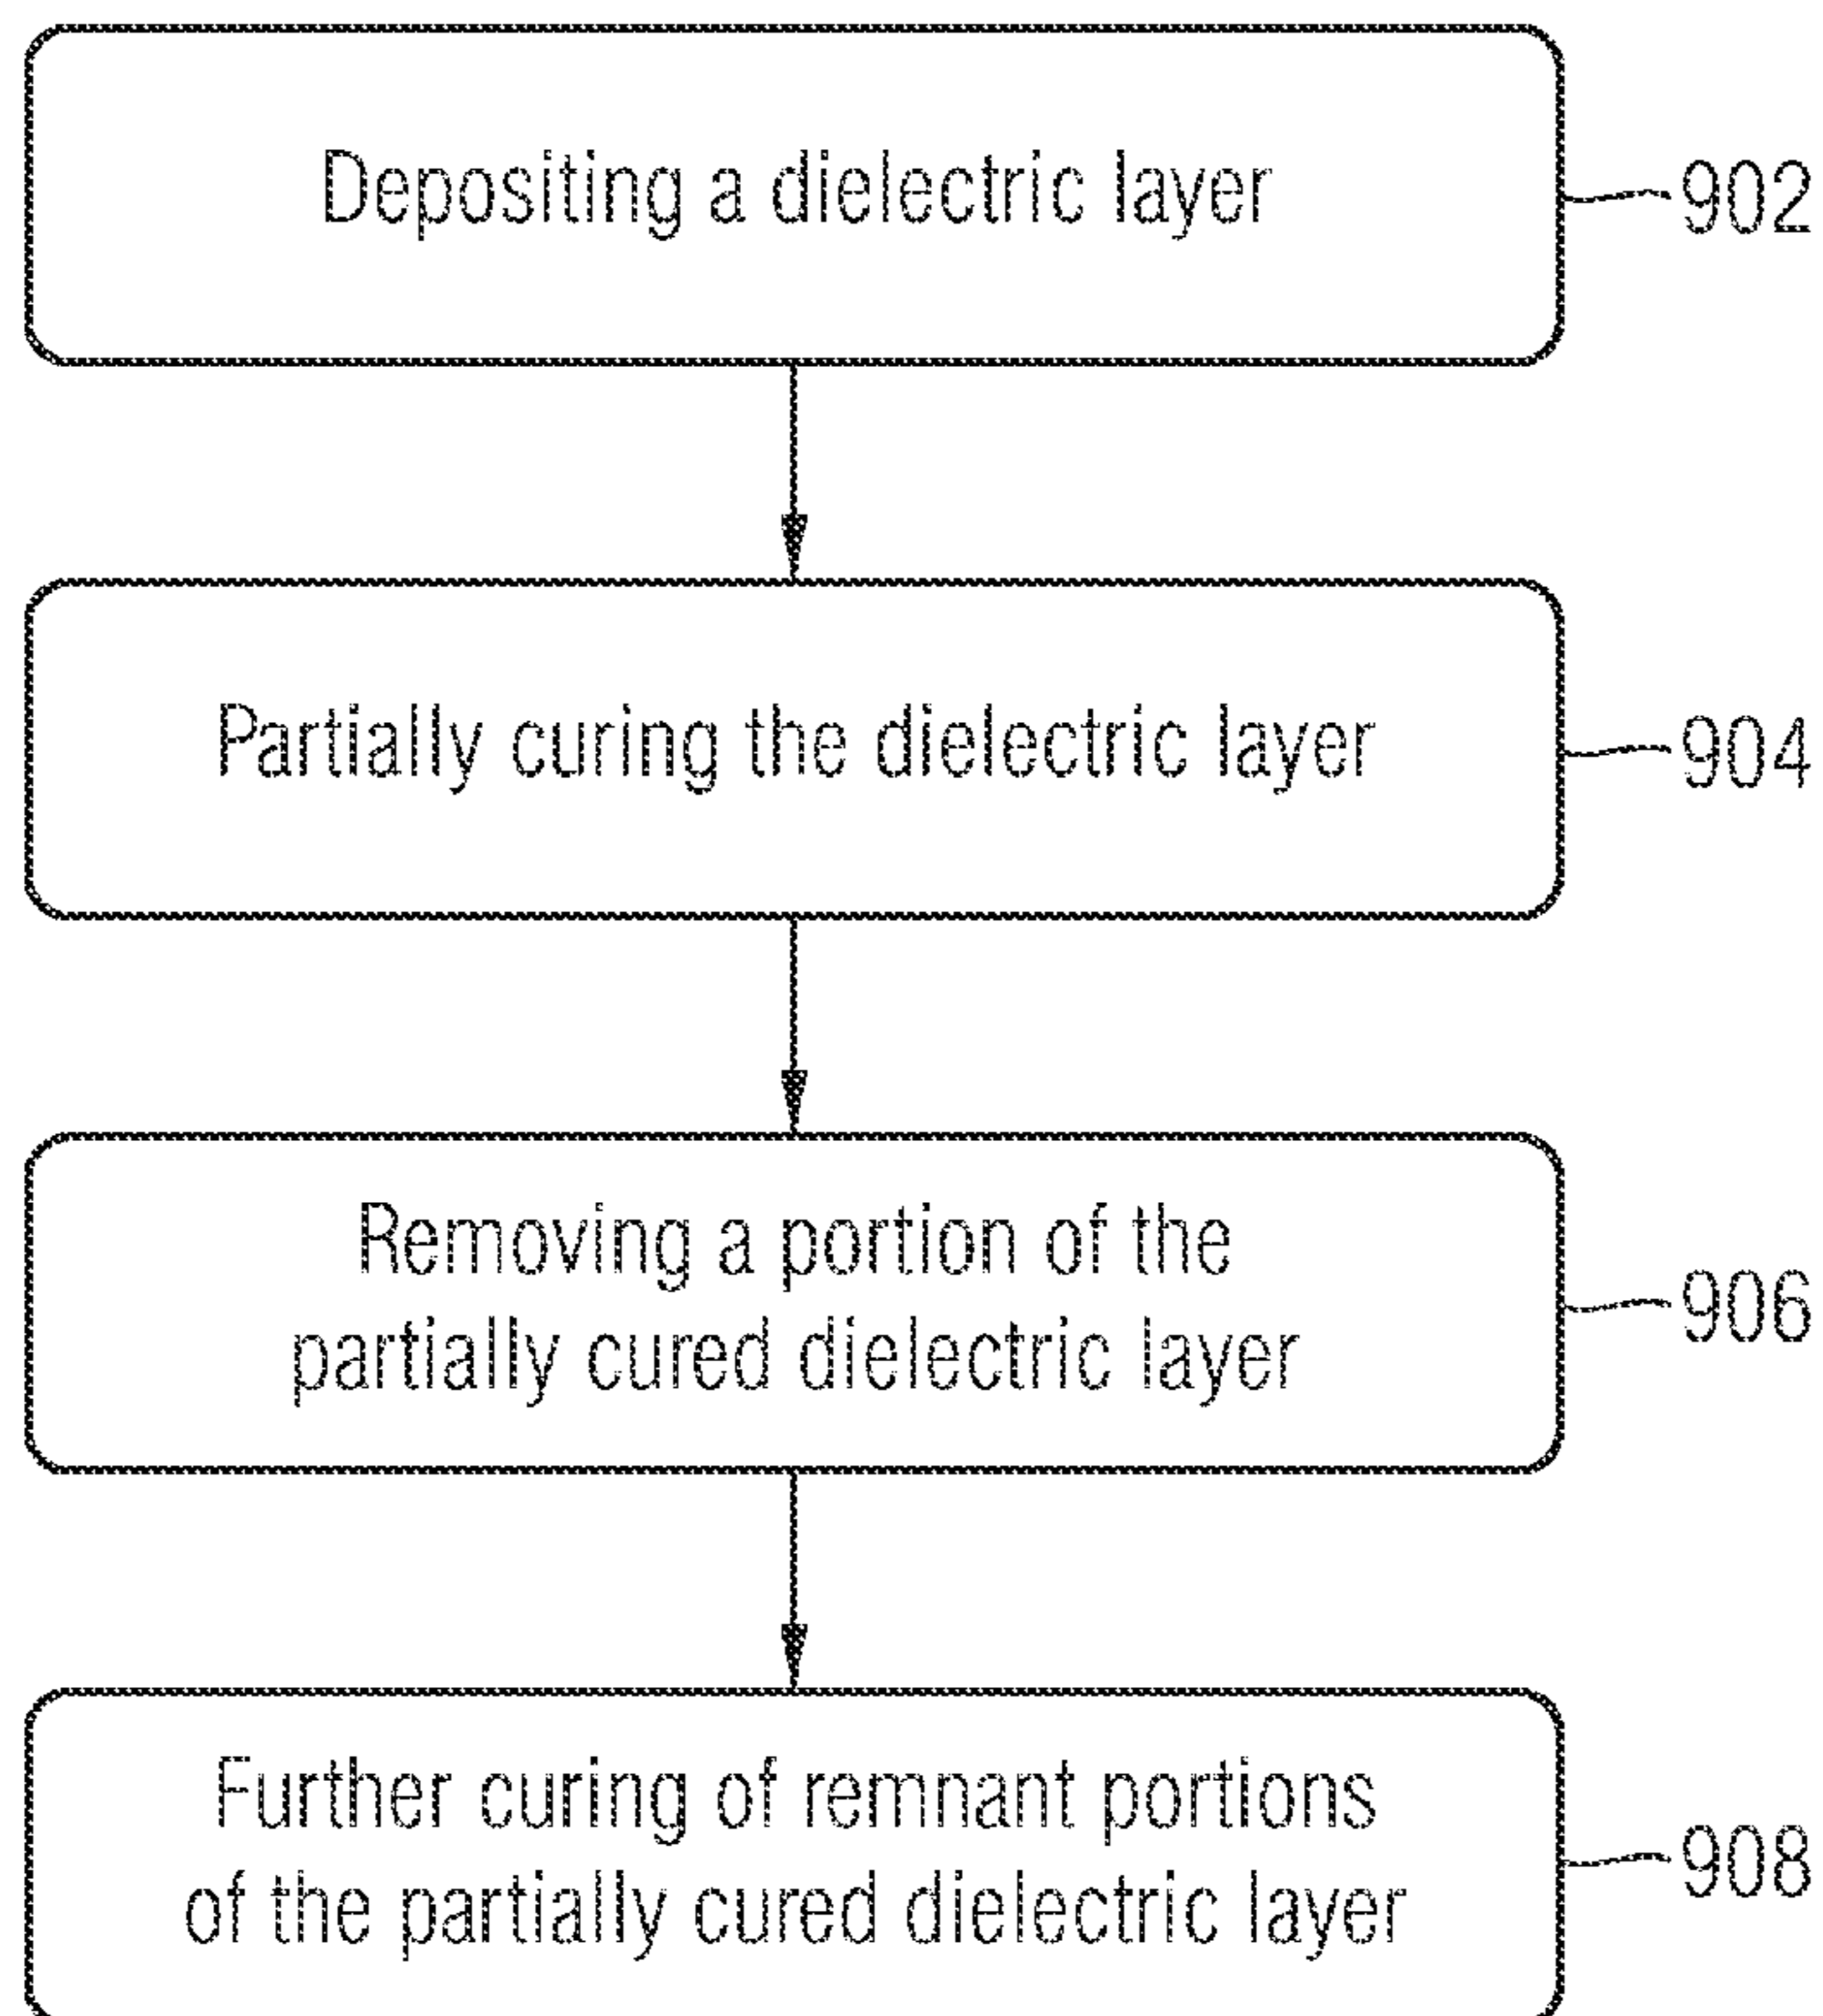 Depositing a dielectric layer
902
Partially curing the dielectric layer
904
Removing a portion of the
partially cured dielectric layer
906
Further curing of remnant portions
of the partially cured dielectric layer
908